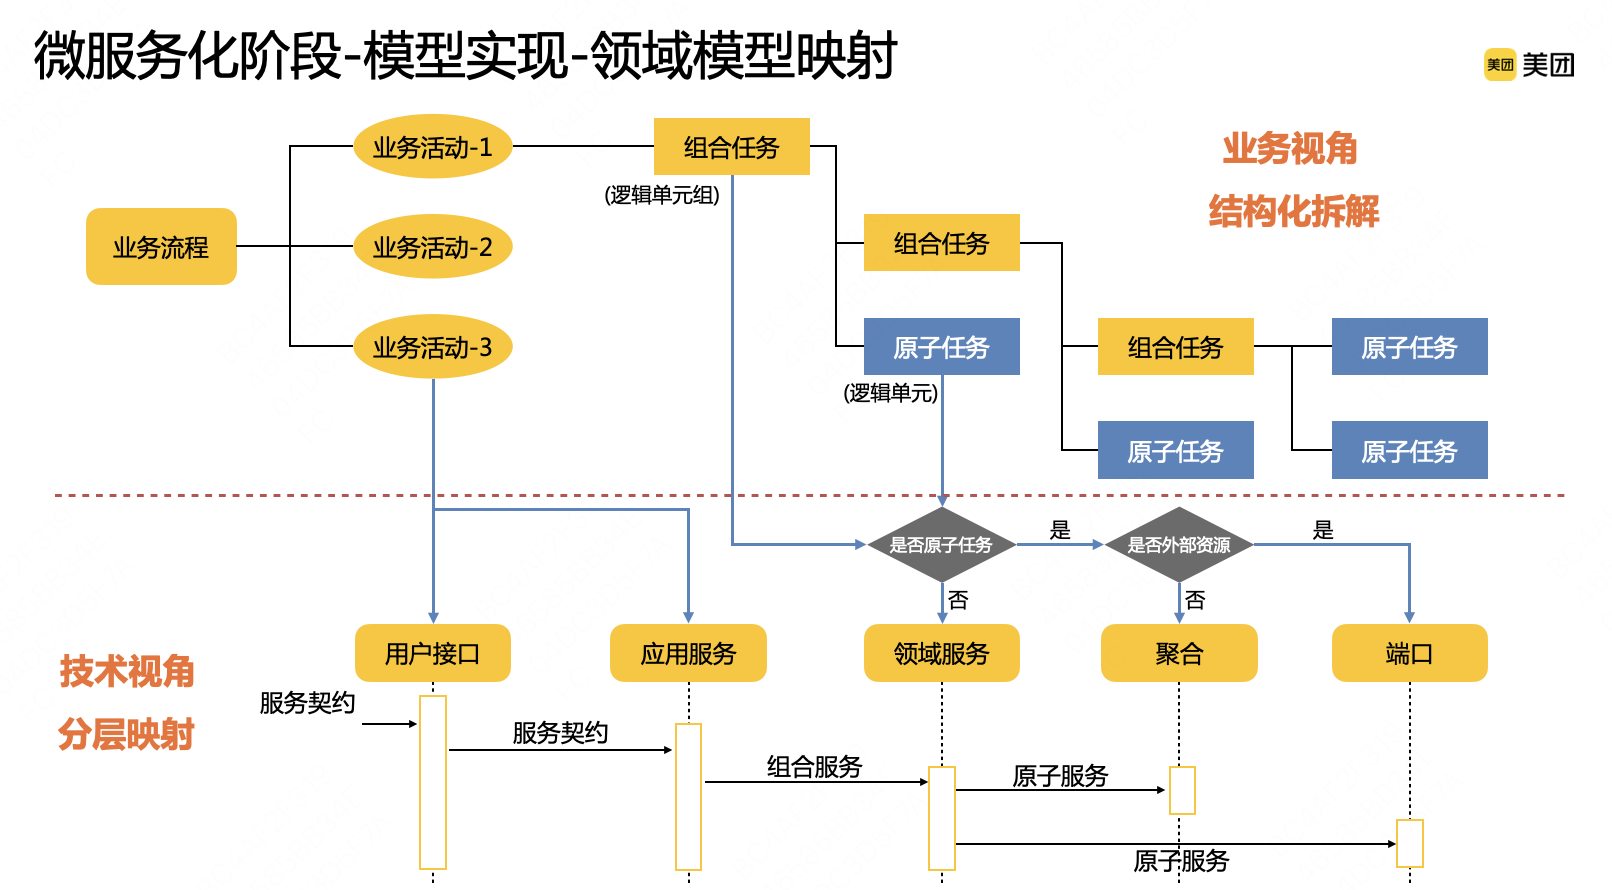 微服务化阶段-模型实现-领域模型映射
美团 美团
业务活动-1
组合任务
业务视角
(逻辑单元组)
结构化拆解
业务流程
业务活动-2
组合任务
业务活动-3
原子任务
组合任务
原子任务
(逻辑单元)
原子任务
原子任务
是否原子任务
是
是否外部资源
是
否
否
用户接口
应用服务
领域服务
聚合
端口
技术视角
分层映射
服务契约
服务契约
组合服务
原子服务
原子服务